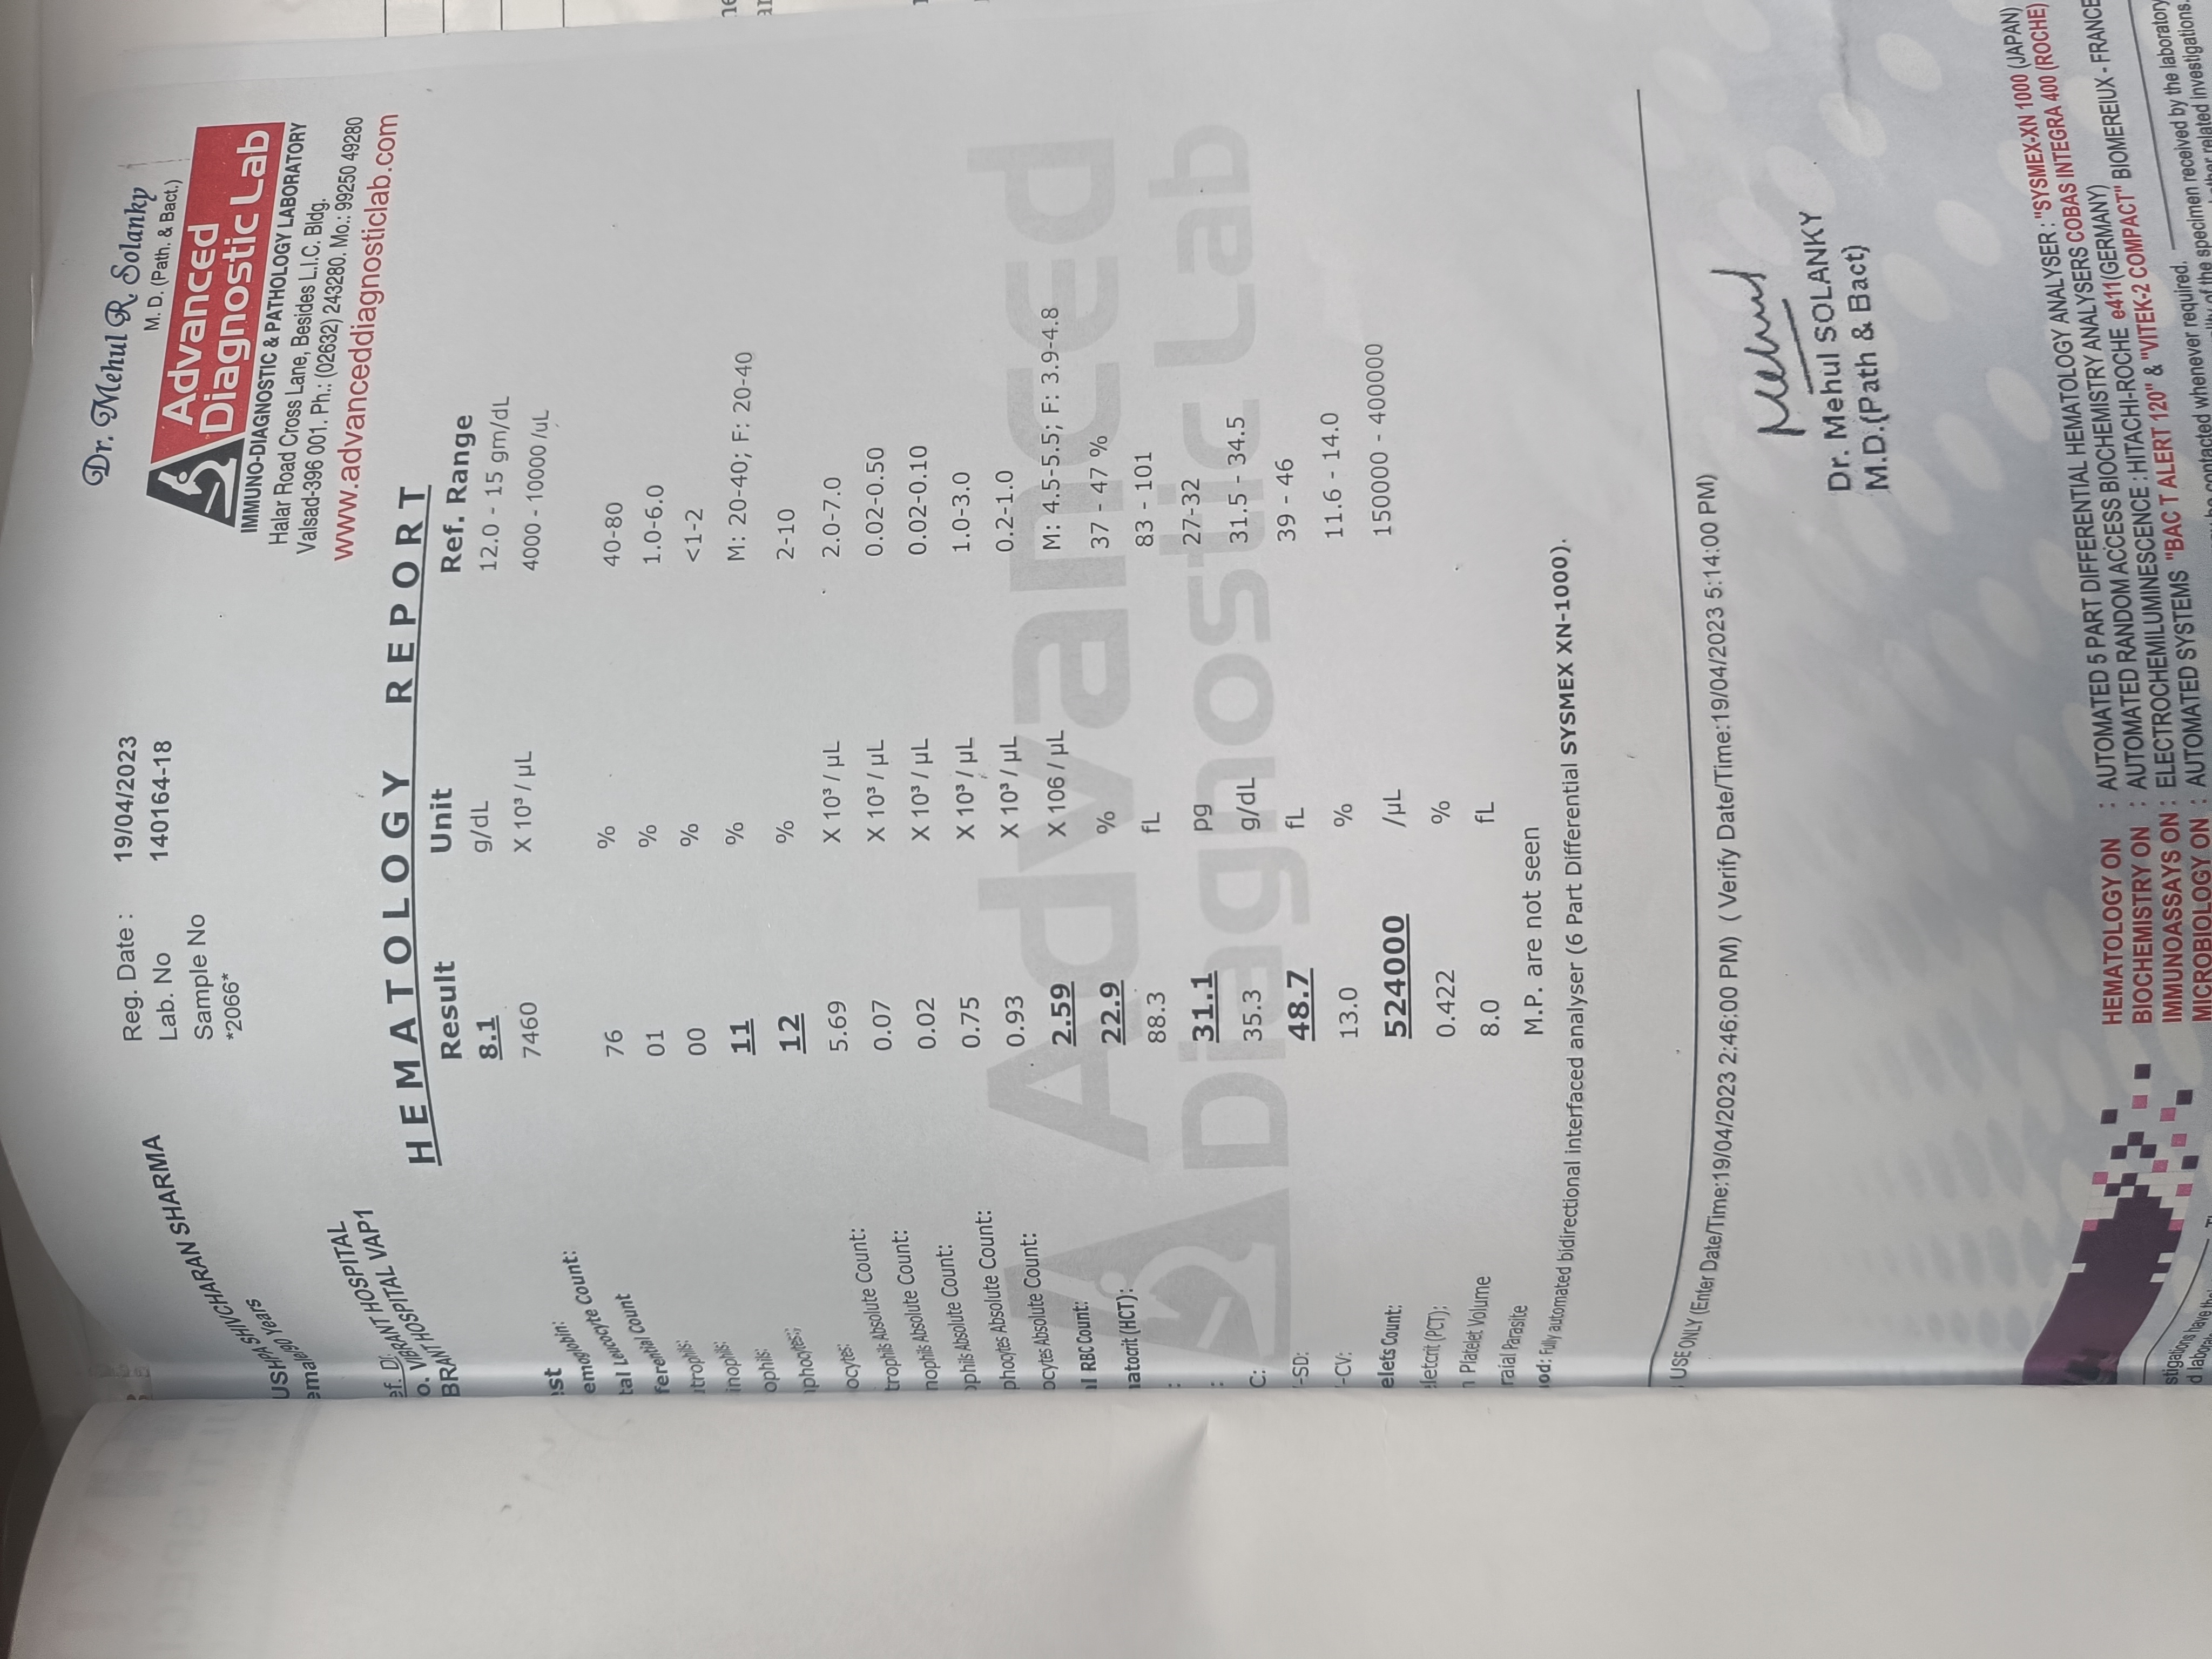 Dr. Mehul R. Solanky
M. D. (Path. & Bact.)
Advanced
Diagnostic Lab
IMMUNO-DIAGNOSTIC & PATHOLOGY LABORATORY
Halar Road Cross Lane, Besides L.I.C. Bldg.
Valsad-396 001. Ph.: (02632) 243280. Mo.: 99250 49280
www.advanceddiagnosticlab.com
USHPA SHIVCHARAN SHARMA
emale/90 Years
Reg. Date : 19/04/2023
Lab. No 140164-18
Sample No
*2066*
ef. Dr.
o. VIBRANT HOSPITAL
BRANT HOSPITAL VAP1
HEMATOLOGY REPORT
est Result Unit Ref. Range
emoglobin: 8.1 g/dL 12.0 - 15 gm/dL
tal Leucocyte Count: 7460 X 10³ / µL 4000 - 10000 /uL
ferential Count
utrophils: 76 % 40-80
inophils: 01 % 1.0-6.0
ophils: 00 % <1-2
nphocytes:; 11 % M: 20-40; F: 20-40
ocytes: 12 % 2-10
trophils Absolute Count: 5.69 X 10³ / µL 2.0-7.0
nophils Absolute Count: 0.07 X 10³ / µL 0.02-0.50
ophils Absolute Count: 0.02 X 10³ / µL 0.02-0.10
phocytes Absolute Count: 0.75 X 10³ / µL 1.0-3.0
ocytes Absolute Count: 0.93 X 10³ / µL 0.2-1.0
al RBC Count: 2.59 X 106 / µL M: 4.5-5.5; F: 3.9-4.8
natocrit (HCT): 22.9 % 37 - 47 %
: 88.3 fL 83 - 101
: 31.1 pg 27-32
C: 35.3 g/dL 31.5 - 34.5
-SD: 48.7 fL 39 - 46
-CV: 13.0 % 11.6 - 14.0
elets Count: 524000 /µL 150000 - 400000
eletcrit (PCT): 0.422 %
n Platelet Volume 8.0 fL
raial Parasite M.P. are not seen
od: Fully automated bidirectional interfaced analyser (6 Part Differential SYSMEX XN-1000).
Advanced
Diagnostic Lab
USE ONLY (Enter Date/Time:19/04/2023 2:46:00 PM) ( Verify Date/Time:19/04/2023 5:14:00 PM)
Mehul
Dr. Mehul SOLANKY
M.D.(Path & Bact)
HEMATOLOGY ON : AUTOMATED 5 PART DIFFERENTIAL HEMATOLOGY ANALYSER : "SYSMEX-XN 1000 (JAPAN)
BIOCHEMISTRY ON : AUTOMATED RANDOM ACCESS BIOCHEMISTRY ANALYSERS COBAS INTEGRA 400 (ROCHE)
IMMUNOASSAYS ON : ELECTROCHEMILUMINESCENCE : HITACHI-ROCHE e411(GERMANY)
MICROBIOLOGY ON : AUTOMATED SYSTEMS "BAC T ALERT 120" & "VITEK-2 COMPACT" BIOMEREIUX - FRANCE
stigations have
contacted whenever required.
of the specimen received by the laboratory
related investigations.